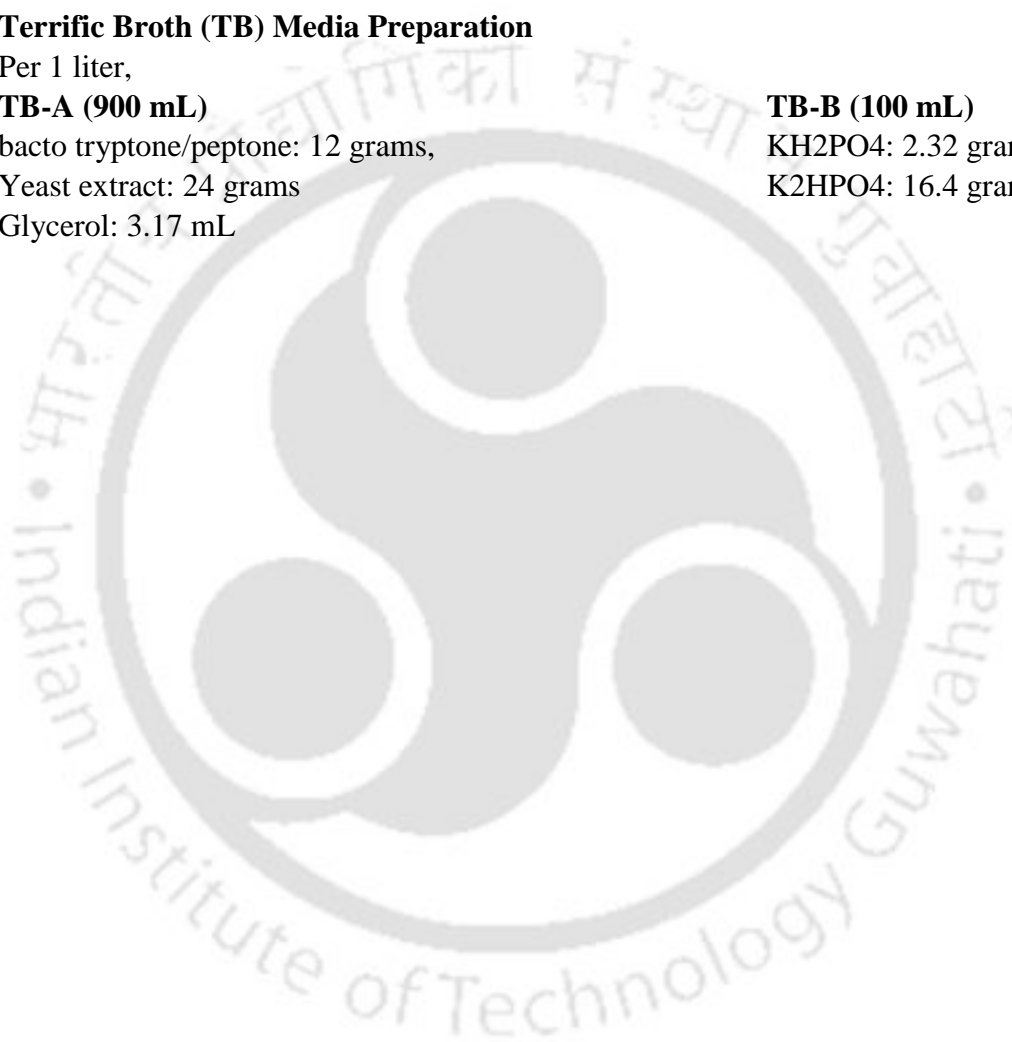 Terrific Broth (TB) Media Preparation
Per 1 liter,
TB-A (900 mL)
bacto tryptone/peptone: 12 grams,
Yeast extract: 24 grams
Glycerol: 3.17 mL
TB-B (100 mL)
KH2PO4: 2.32
K2HPO4: 16.4
Indian Institute of Technology Guwahati